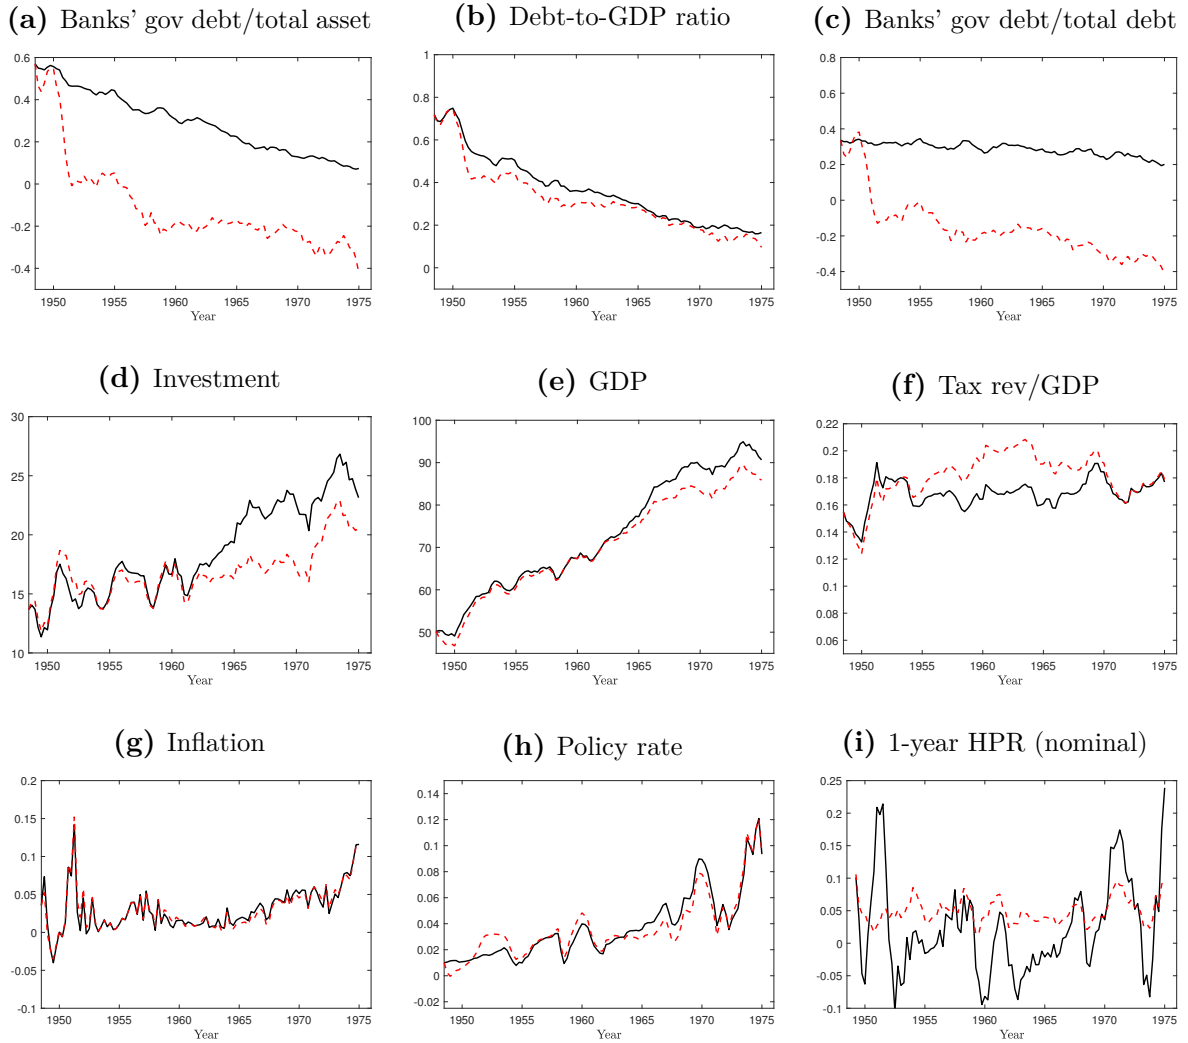 (a) Banks' gov debt/total asset
(b) Debt-to-GDP ratio
(c) Banks' gov debt/total debt
0.6
0.4
0.2
0
-0.2
-0.4
1950 1955 1960 1965 1970 1975
Year
1
0.8
0.6
0.4
0.2
0
1950 1955 1960 1965 1970 1975
Year
0.8
0.6
0.4
0.2
0
-0.2
-0.4
1950 1955 1960 1965 1970 1975
Year
(d) Investment
(e) GDP
(f) Tax rev/GDP
30
25
20
15
10
1950 1955 1960 1965 1970 1975
Year
100
90
80
70
60
50
1950 1955 1960 1965 1970 1975
Year
0.22
0.2
0.18
0.16
0.14
0.12
0.1
0.08
0.06
1950 1955 1960 1965 1970 1975
Year
(g) Inflation
(h) Policy rate
(i) 1-year HPR (nominal)
0.2
0.15
0.1
0.05
0
-0.05
-0.1
1950 1955 1960 1965 1970 1975
Year
0.14
0.12
0.1
0.08
0.06
0.04
0.02
0
-0.02
1950 1955 1960 1965 1970 1975
Year
0.25
0.2
0.15
0.1
0.05
0
-0.05
-0.1
1950 1955 1960 1965 1970 1975
Year